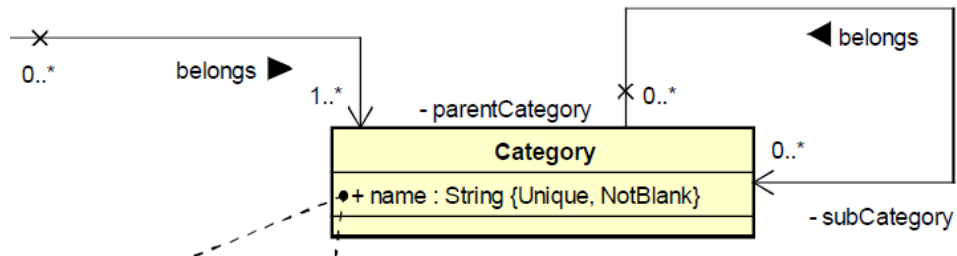 ◄ belongs
0..*
belongs ►
1..*
- parentCategory
0..*
Category
0..*
+ name : String {Unique, NotBlank}
- subCategory